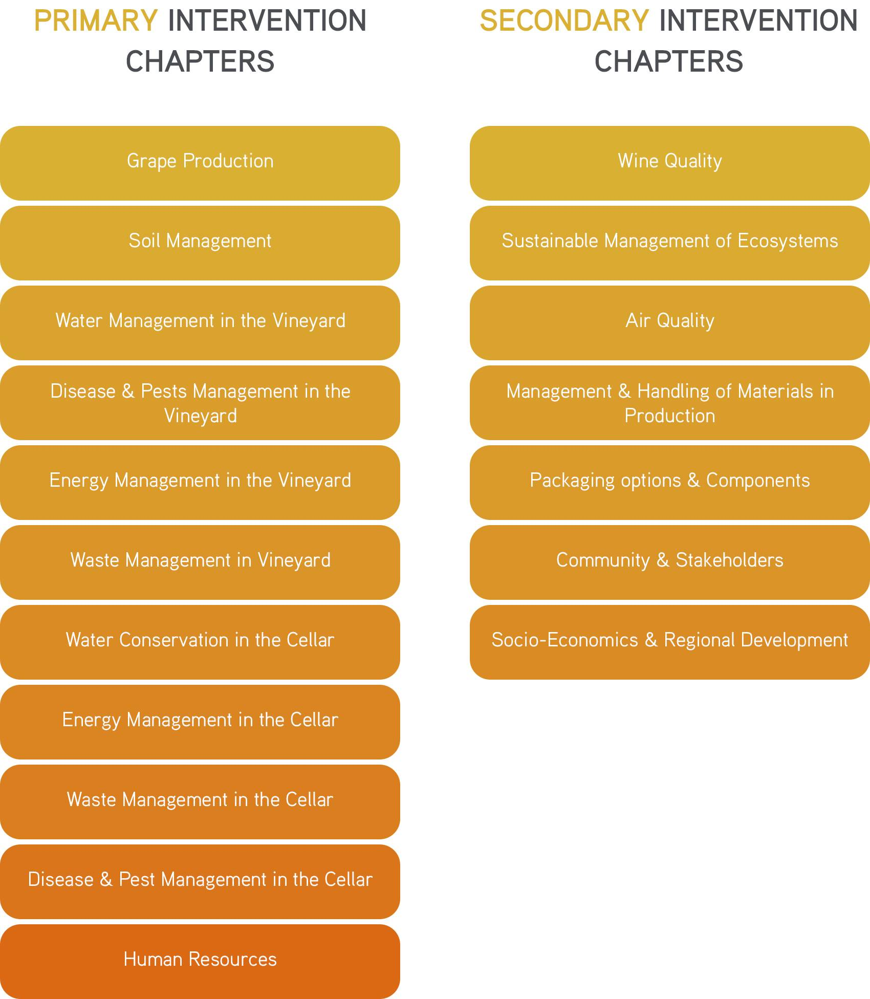 PRIMARY INTERVENTION
CHAPTERS
Grape Production
Soil Management
Water Management in the Vineyard
Disease & Pests Management in the
Vineyard
Energy Management in the Vineyard
Waste Management in Vineyard
Water Conservation in the Cellar
Energy Management in the Cellar
Waste Management in the Cellar
Disease & Pest Management in the Cellar
Human Resources
SECONDARY INTERVENTION
CHAPTERS
Wine Quality
Sustainable Management of Ecosystems
Air Quality
Management & Handling of Materials in
Production
Packaging options & Components
Community & Stakeholders
Socio-Economics & Regional Development